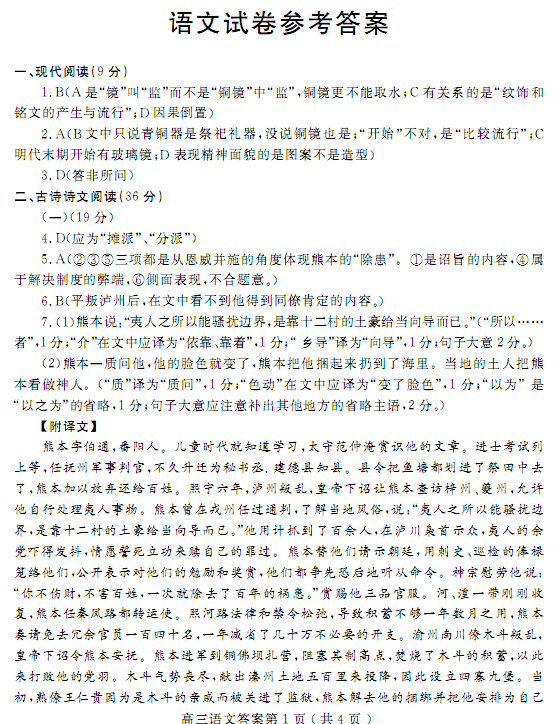 语文试卷参考答案
一、现代阅读(9分)
1.B(A是“镜”叫“监”而不是“铜镜”中“监”,铜镜更不能取水;C有关系的是“纹饰和
铭文的产生与流行”;D因果倒置)
2.A(B文中只说青铜器是祭祀礼器,没说铜镜也是;“开始”不对,是“比较流行”;C
明代末期开始有玻璃镜;D表现精神面貌的是图案不是造型)
3.D(答非所问)
二、古诗诗文阅读(36分)
(一)(19分)
4.D(应为“摊派”、“分派”)
5.A(②③⑤三项都是从恩威并施的角度体现熊本的“除患”。①是诏旨的内容,④属
于解决制度的弊端,⑥侧面表现,不合题意。)
6.B(平叛泸州后,在文中看不到他得到同僚肯定的内容。)
7.(1)熊本说:“夷人之所以能骚扰边界,是靠十二村的土豪给当向导而已。”(“所以……
者”,1分;“介”在文中应译为“依靠、靠着”,1分;“乡导”译为“向导”,1分;句子大意2分。)
(2)熊本一质问他,他的脸色就变了,熊本把他捆起来扔到了海里。当地的土人把熊
本看做神人。(“质”译为“质问”,1分;“色动”在文中应译为“变了脸色”,1分;“以为”是
“以之为”的省略,1分;句子大意应注意补出其他地方的省略主语,2分。)
【附译文】
熊本字伯通,番阳人。儿童时代就知道学习,太守范仲淹赏识他的文章。进士考试列
上等,任抚州军事判官,不久升迁为秘书丞、建德县知县。县令把鱼塘都划进了祭田中去
了,熊本加以放弃还给百姓。熙宁六年,泸州叛乱,皇帝下诏让熊本查访梓州、夔州,允许
他自行处理夷人事物。熊本曾在戎州任过通判,了解当地风俗,说:“夷人之所以能骚扰边
界,是靠十二村的土豪给当向导而已。”他用计抓到了百余人,在泸川枭首示众,夷人的余
党吓得发抖,情愿誓死立功来赎自己的罪过。熊本替他们请示朝廷,用刺史、巡检的俸禄
笼络他们,公开表示对他们的勉励和奖赏,他们都争先恐后地听从命令。神宗慰劳他说:
“你不伤财,不害百姓,一次就除去了百年的祸患。”赏赐他三品官服。河、湟一带刚刚收
复,熊本任秦凤路都转运使。熙河路法律和禁令松弛,导致积蓄不够一年数月之用,熊本
奏请免去冗余官员一百四十名,一年减省了几十万不必要的开支。渝州南川獠木斗叛乱,
皇帝下诏令熊本安抚。熊本进军到铜佛坝扎营,阻塞其制高点,焚烧了木斗的积蓄,以此
来打败他的党羽。木斗气势丧尽,献出溱州土地五百里来投降,因此设立四寨九堡。当
初,熟獠王仁贵因为是木斗的亲戚而被关进了监狱,熊本解去他的捆绑并把他安排为自己
高三语文答案第1页(共4页)